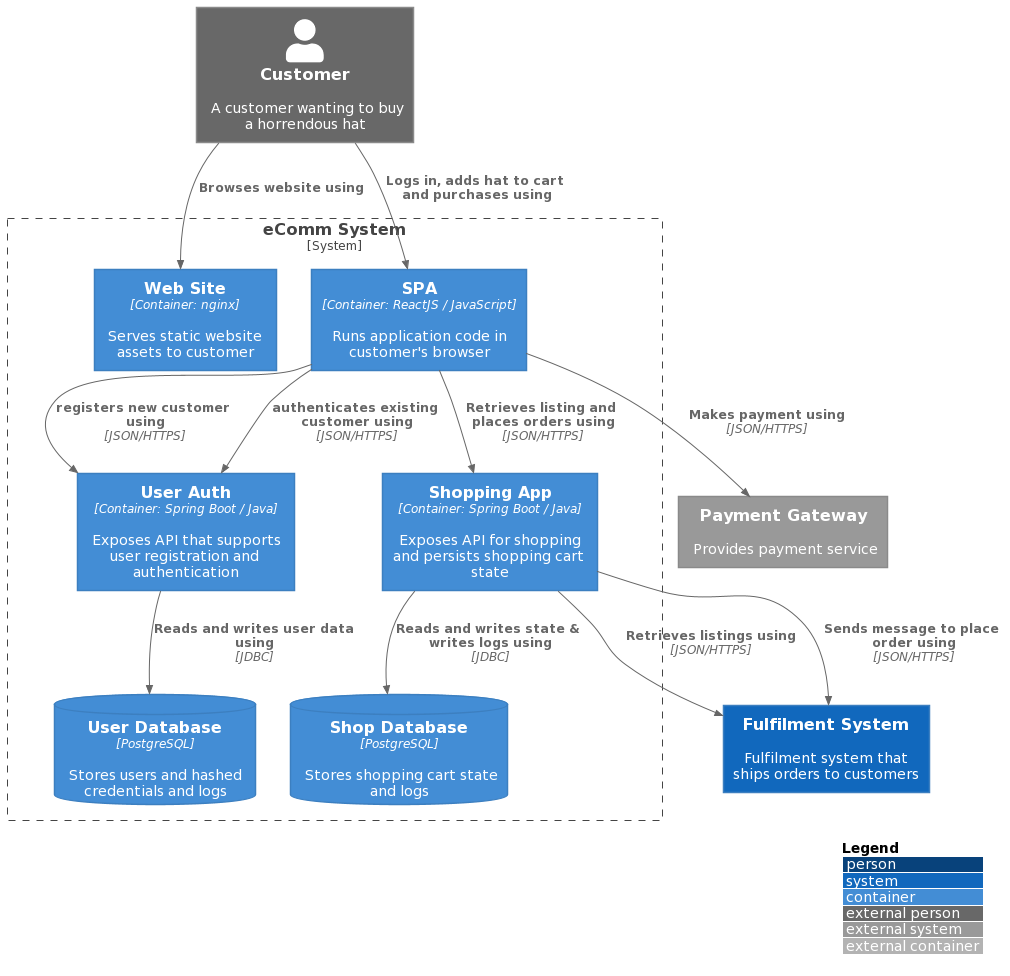 Customer
A customer wanting to buy
a horrendous hat
Browses website using
Logs in, adds hat to cart
and purchases using
eComm System
[System]
Web Site
[Container: nginx]
Serves static website
assets to customer
SPA
[Container: ReactJS / JavaScript]
Runs application code in
customer's browser
registers new customer
using
[JSON/HTTPS]
authenticates existing
customer using
[JSON/HTTPS]
Retrieves listing and
places orders using
[JSON/HTTPS]
Makes payment using
[JSON/HTTPS]
User Auth
[Container: Spring Boot / Java]
Exposes API that supports
user registration and
authentication
Shopping App
[Container: Spring Boot / Java]
Exposes API for shopping
and persists shopping cart
state
Payment Gateway
Provides payment service
Reads and writes user data
using
[JDBC]
Reads and writes state &
writes logs using
[JDBC]
Retrieves listings using
[JSON/HTTPS]
Sends message to place
order using
[JSON/HTTPS]
User Database
[PostgreSQL]
Stores users and hashed
credentials and logs
Shop Database
[PostgreSQL]
Stores shopping cart state
and logs
Fulfilment System
Fulfilment system that
ships orders to customers
Legend
person
system
container
external person
external system
external container